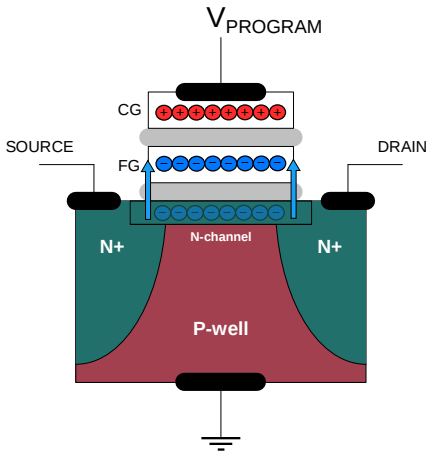 VPROGRAM
CG
SOURCE
FG
DRAIN
N+
N-channel
N+
P-well